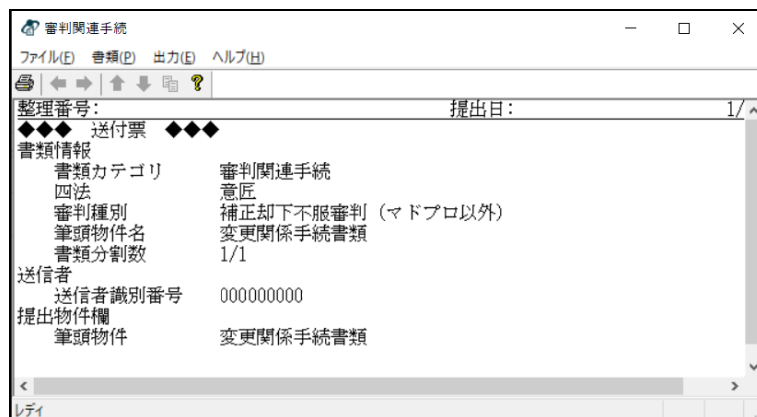 審判関連手続
ファイル(F) 書類(P) 出力(E) ヘルプ(H)
整理番号: 提出日: 1/
◆◆◆ 送付票 ◆◆◆
書類情報
書類カテゴリ 審判関連手続
四法 意匠
審判種別 補正却下不服審判（マドプロ以外）
筆頭物件名 変更関係手続書類
書類分割数 1/1
送信者
送信者識別番号 000000000
提出物件欄
筆頭物件 変更関係手続書類
レディ